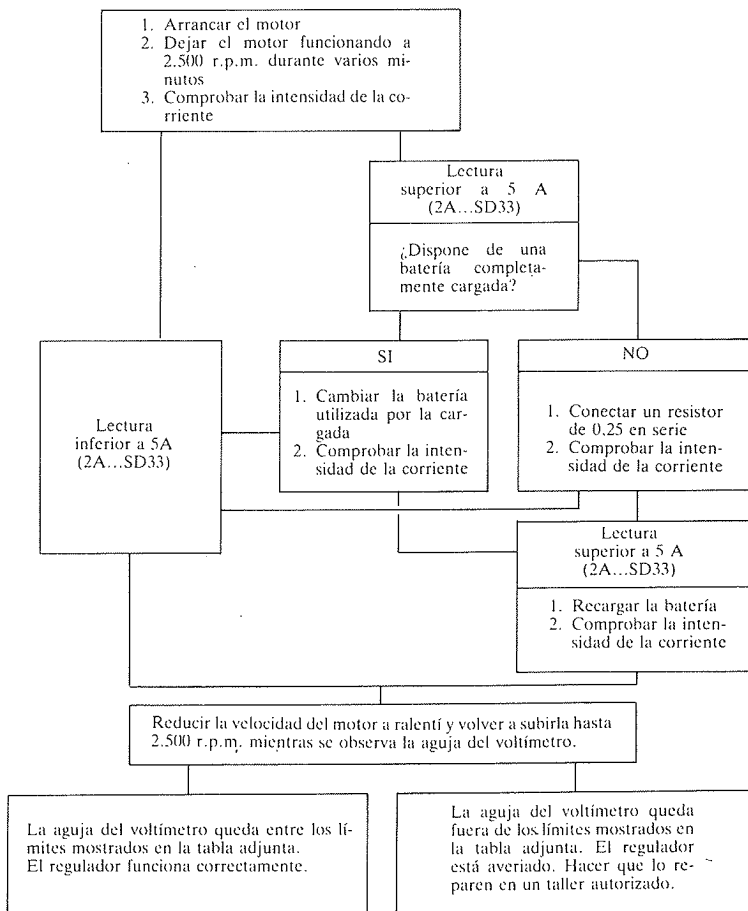 1. Arrancar el motor
2. Dejar el motor funcionando a
2.500 r.p.m. durante varios mi-
nutos
3. Comprobar la intensidad de la co-
rriente
Lectura
superior a 5 A
(2A...SD33)
¿Dispone de una
batería completa-
mente cargada?
Lectura
inferior a 5A
(2A...SD33)
SI
1. Cambiar la batería
utilizada por la car-
gada
2. Comprobar la inten-
sidad de la corriente
NO
1. Conectar un resistor
de 0,25 en serie
2. Comprobar la inten-
sidad de la corriente
Lectura
superior a 5 A
(2A...SD33)
1. Recargar la batería
2. Comprobar la inten-
sidad de la corriente
Reducir la velocidad del motor a ralentí y volver a subirla hasta
2.500 r.p.m. mientras se observa la aguja del voltímetro.
La aguja del voltímetro queda entre los lí-
mites mostrados en la tabla adjunta.
El regulador funciona correctamente.
La aguja del voltímetro queda
fuera de los límites mostrados en
la tabla adjunta. El regulador
está averiado. Hacer que lo re-
paren en un taller autorizado.